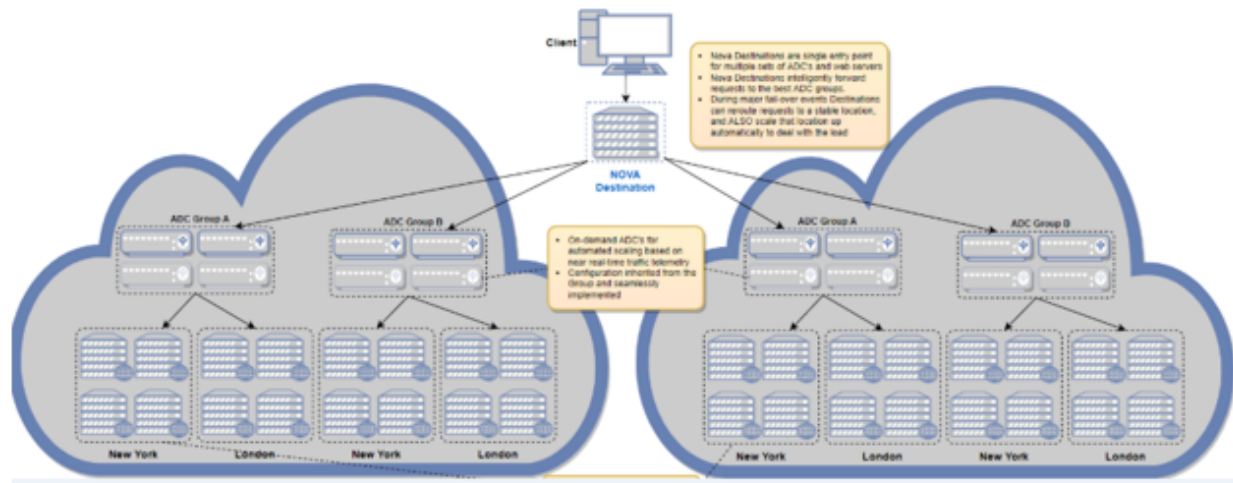 Client
Nova Destinations are single entry point
for multiple sets of ADC's and web servers
Nova Destinations intelligently forward
requests to the best ADC groups.
During major fail-over events Destinations
can reroute requests to a stable location,
and ALSO scale that location up
automatically to deal with the load
NOVA
Destination
ADC Group A
ADC Group B
On-demand ADC's for
automated scaling based on
near real-time traffic telemetry
Configuration inherited from the
Group and seamlessly
implemented
ADC Group A
ADC Group B
New York
London
New York
London
New York
London
New York
London